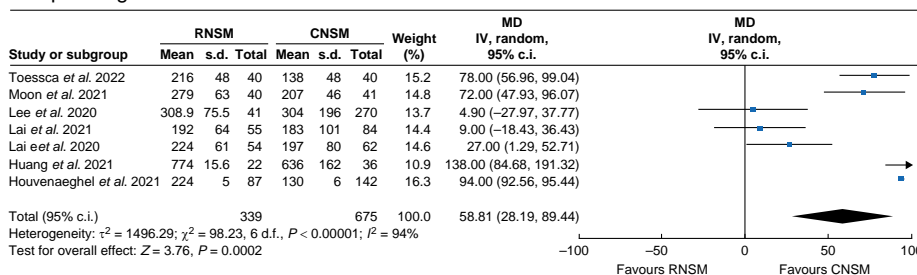 RNSM CNSM Weight MD MD
IV, random, IV, random,
Study or subgroup Mean s.d. Total Mean s.d. Total (%) 95% c.i. 95% c.i.
Toessca et al. 2022 216 48 40 138 48 40 15.2 78.00 (56.96, 99.04)
Moon et al. 2021 279 63 40 207 46 41 14.8 72.00 (47.93, 96.07)
Lee et al. 2020 308.9 75.5 41 304 196 270 13.7 4.90 (−27.97, 37.77)
Lai et al. 2021 192 64 55 183 101 84 14.4 9.00 (−18.43, 36.43)
Lai eet al. 2020 224 61 54 197 80 62 14.6 27.00 (1.29, 52.71)
Huang et al. 2021 774 15.6 22 636 162 36 10.9 138.00 (84.68, 191.32)
Houvenaeghel et al. 2021 224 5 87 130 6 142 16.3 94.00 (92.56, 95.44)
Total (95% c.i.) 339 675 100.0 58.81 (28.19, 89.44)
Heterogeneity: τ² = 1496.29; χ² = 98.23, 6 d.f., P < 0.00001; I² = 94%
Test for overall effect: Z = 3.76, P = 0.0002
−100 −50 0 50 100
Favours RNSM Favours CNSM